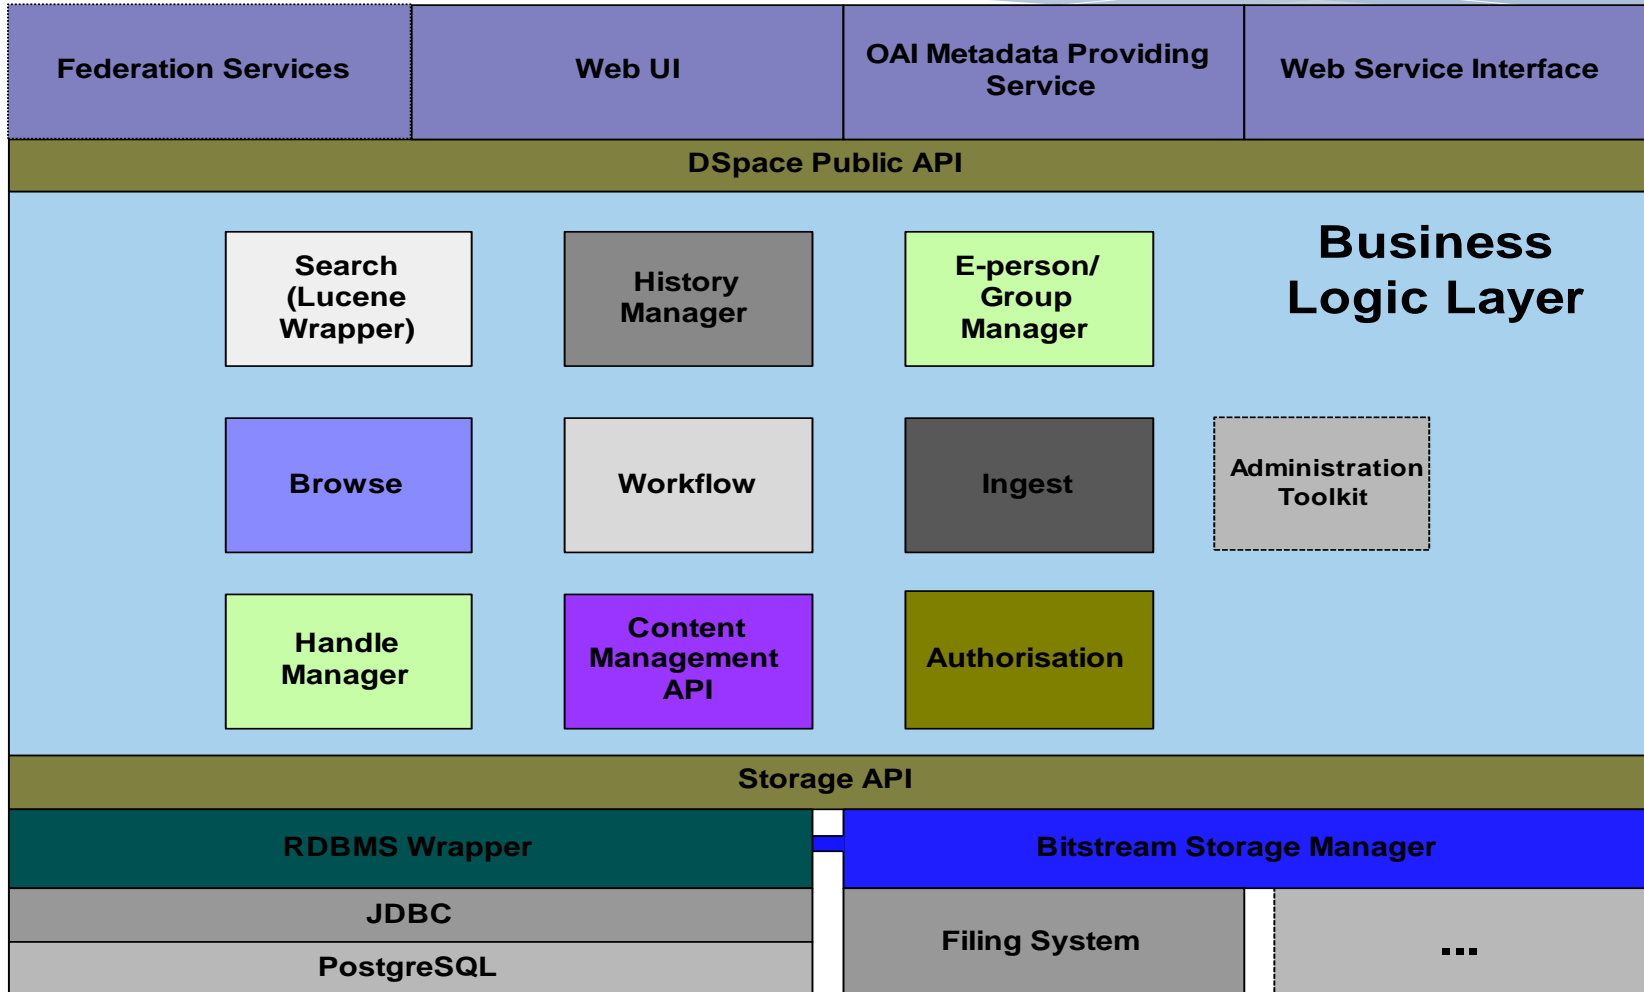 Federation Services
Web UI
OAI Metadata Providing
Service
Web Service Interface
DSpace Public API
Business
Logic Layer
Search
(Lucene
Wrapper)
History
Manager
E-person/
Group
Manager
Browse
Workflow
Ingest
Administration
Toolkit
Handle
Manager
Content
Management
API
Authorisation
Storage API
RDBMS Wrapper
Bitstream Storage Manager
JDBC
PostgreSQL
Filing System
...